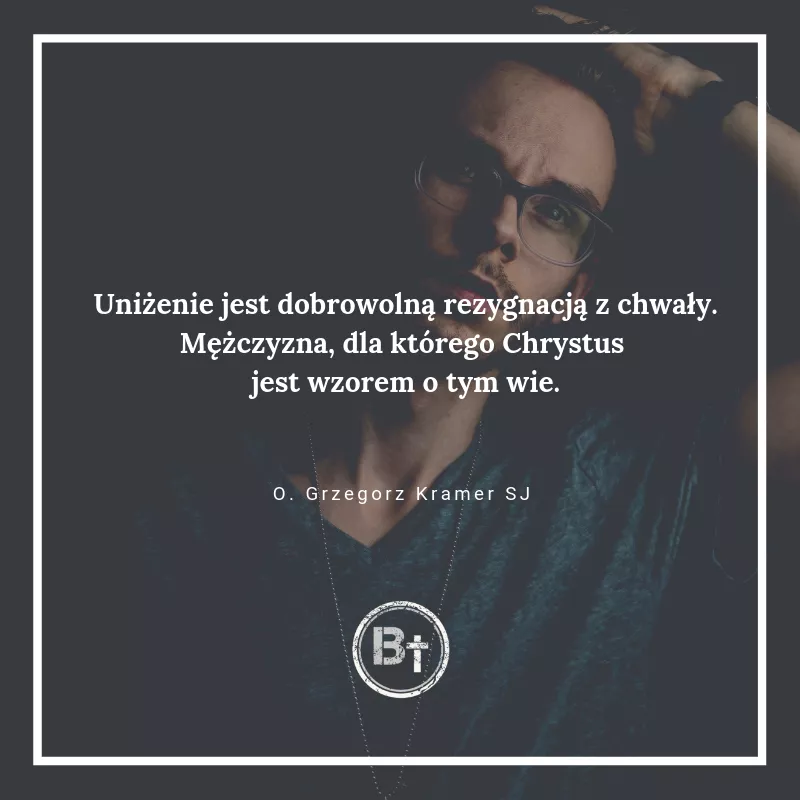 Uniżenie jest dobrowolną rezygnacją z chwały.
Mężczyzna, dla którego Chrystus
jest wzorem o tym wie.
O. Grzegorz Kramer SJ
B†